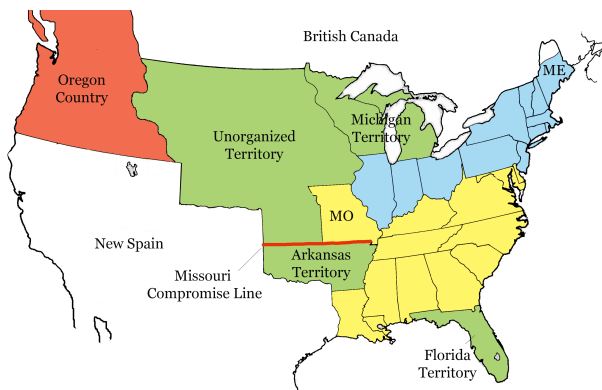 British Canada
ME
Oregon
Country
Michigan
Territory
Unorganized
Territory
MO
New Spain
Arkansas
Territory
Missouri
Compromise Line
Florida
Territory